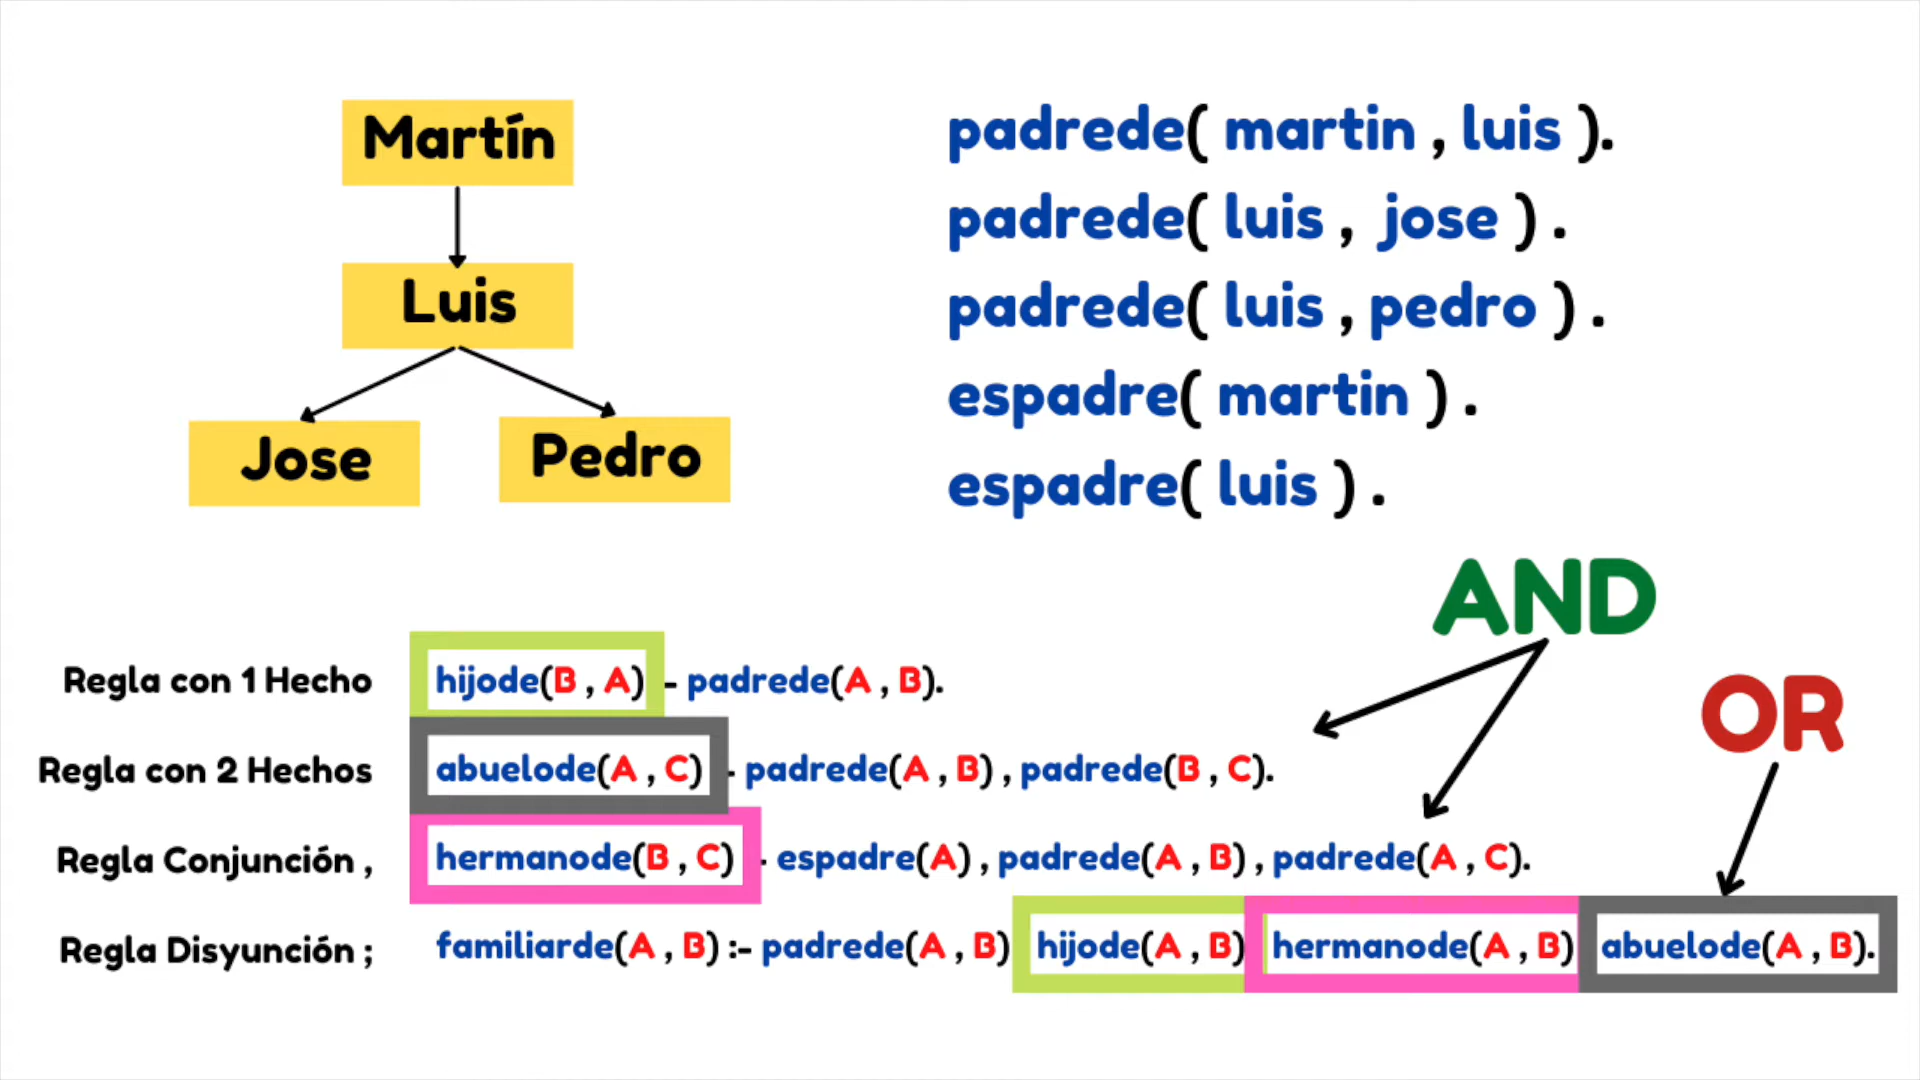 Martín
Luis
Jose
Pedro
padrede( martin , luis ).
padrede( luis , jose ) .
padrede( luis , pedro ) .
espadre( martin ) .
espadre( luis ) .
AND
OR
Regla con 1 Hecho hijode(B , A) - padrede(A , B).
Regla con 2 Hechos abuelode(A , C) - padrede(A , B) , padrede(B , C).
Regla Conjunción , hermanode(B , C) - espadre(A) , padrede(A , B) , padrede(A , C).
Regla Disyunción ; familiarde(A , B) :- padrede(A , B) hijode(A , B) hermanode(A , B) abuelode(A , B).